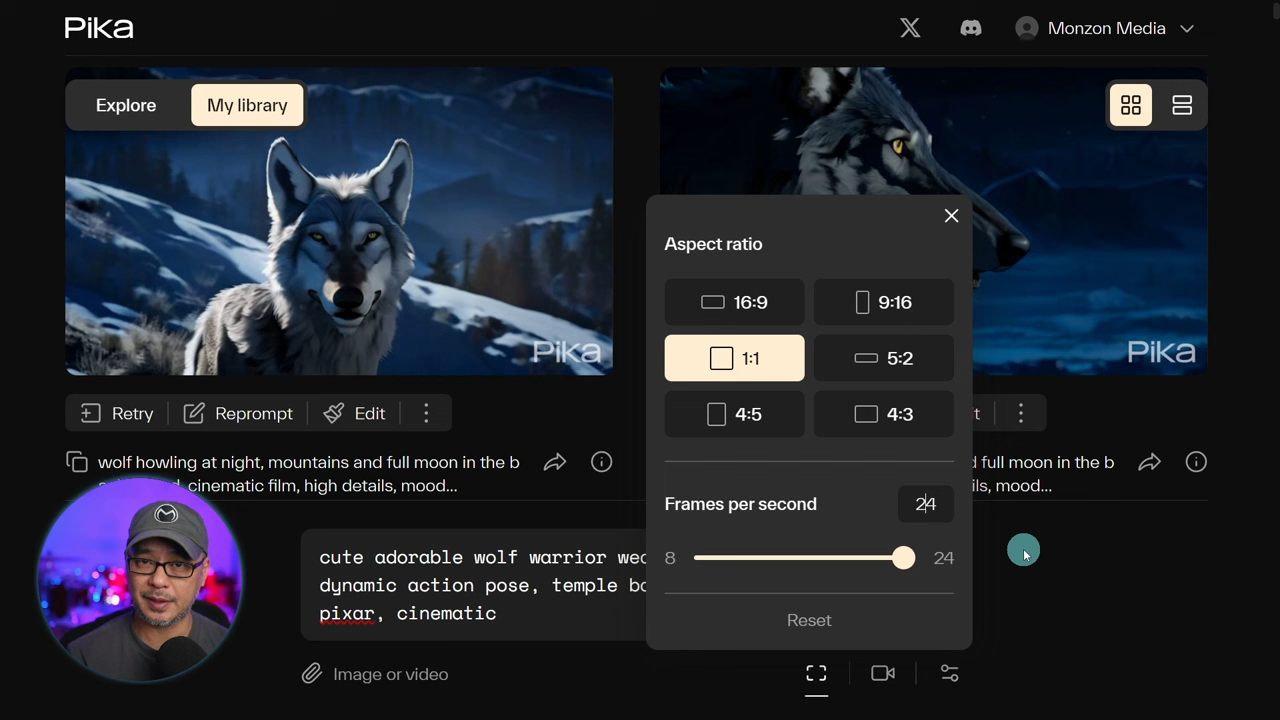 Pika
Monzon Media
Explore
My library
Pika
Pika
Aspect ratio
16:9
9:16
1:1
5:2
4:5
4:3
Retry
Reprompt
Edit
t
wolf howling at night, mountains and full moon in the b
cinematic film, high details, mood...
d full moon in the b
ils, mood...
Frames per second
24
8
24
Reset
cute adorable wolf warrior wea
dynamic action pose, temple ba
pixar, cinematic
Image or video